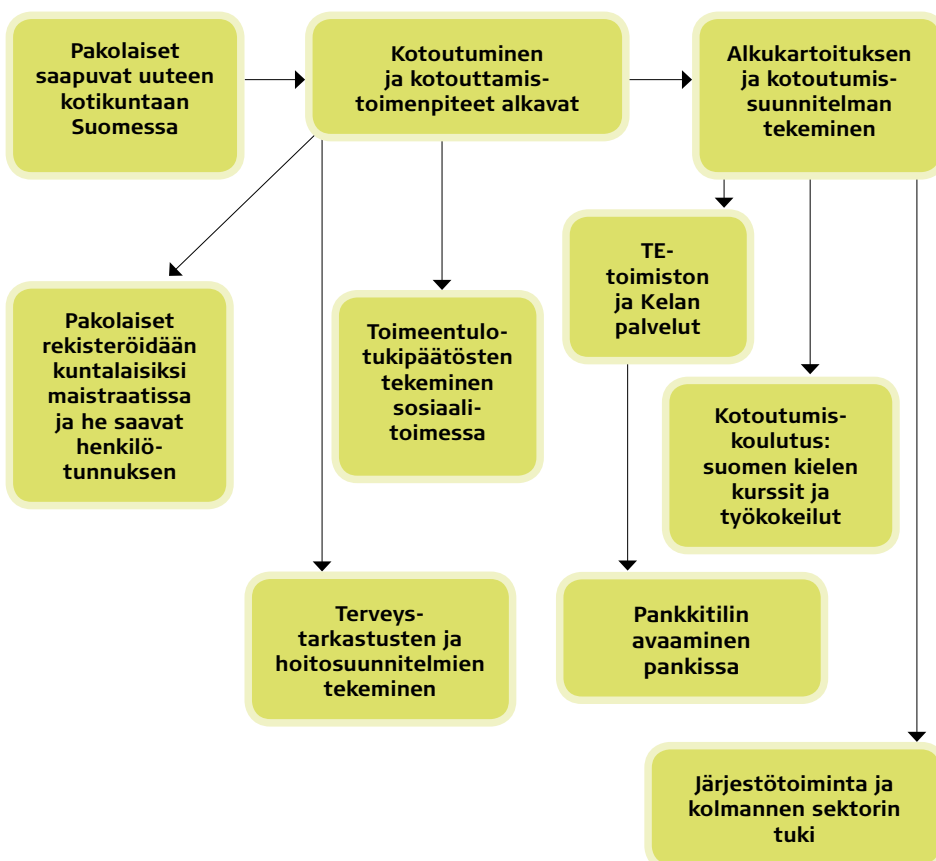 Pakolaiset
saapuvat uuteen
kotikuntaan
Suomessa
Kotoutuminen
ja kotouttamis-
toimenpiteet alkavat
Alkukartoituksen
ja kotoutumis-
suunnitelman
tekeminen
Pakolaiset
rekisteröidään
kuntalaisiksi
maistraatissa
ja he saavat
henkilö-
tunnuksen
Toimeentulo-
tukipäätösten
tekeminen
sosiaali-
toimessa
TE-
toimiston
ja Kelan
palvelut
Kotoutumis-
koulutus:
suomen kielen
kurssit ja
työkokeilut
Terveys-
tarkastusten ja
hoitosuunnitelmien
tekeminen
Pankkitilin
avaaminen
pankissa
Järjestötoiminta ja
kolmannen sektorin
tuki